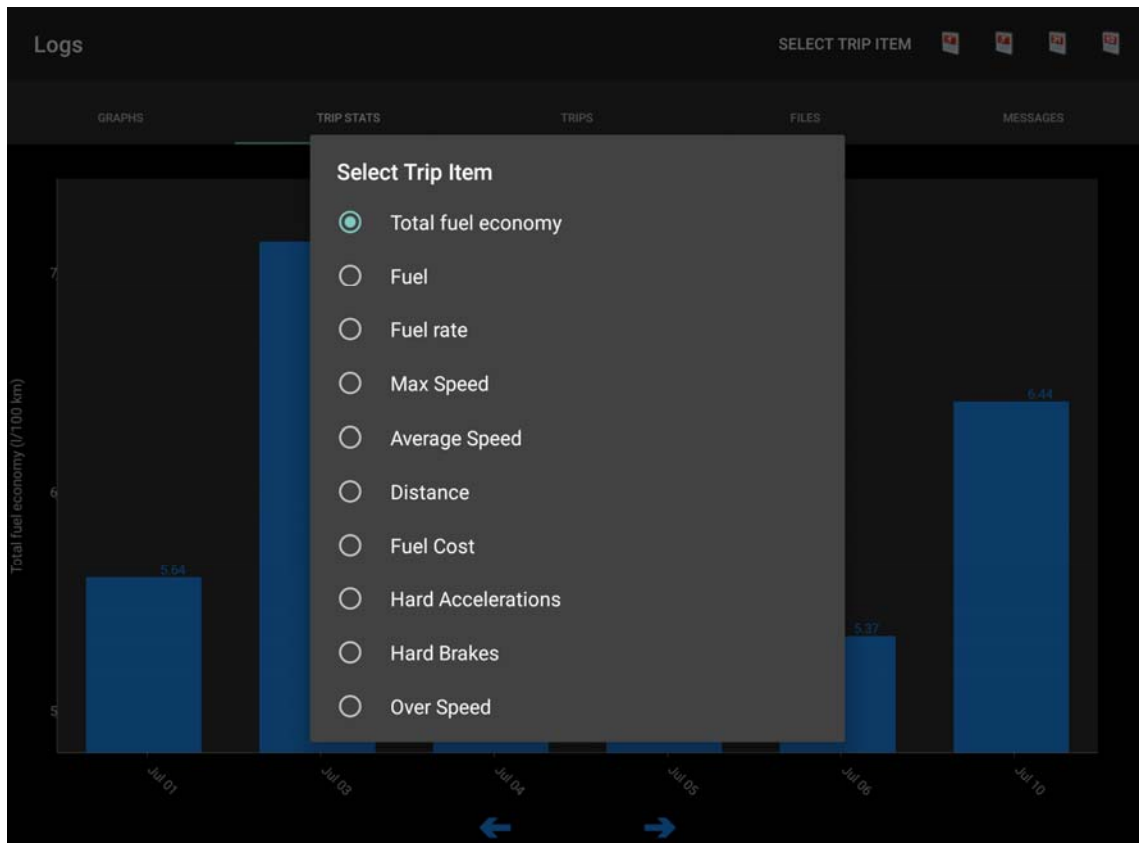 Logs
SELECT TRIP ITEM
GRAPHS
TRIP STATS
TRIPS
FILES
MESSAGES
Select Trip Item
Total fuel economy
Fuel
Fuel rate
Max Speed
Average Speed
Distance
Fuel Cost
Hard Accelerations
Hard Brakes
Over Speed
Total fuel economy (l/100 km)
7
6
5
5.64
5.37
6.44
Jul 01
Jul 03
Jul 04
Jul 05
Jul 06
Jul 10